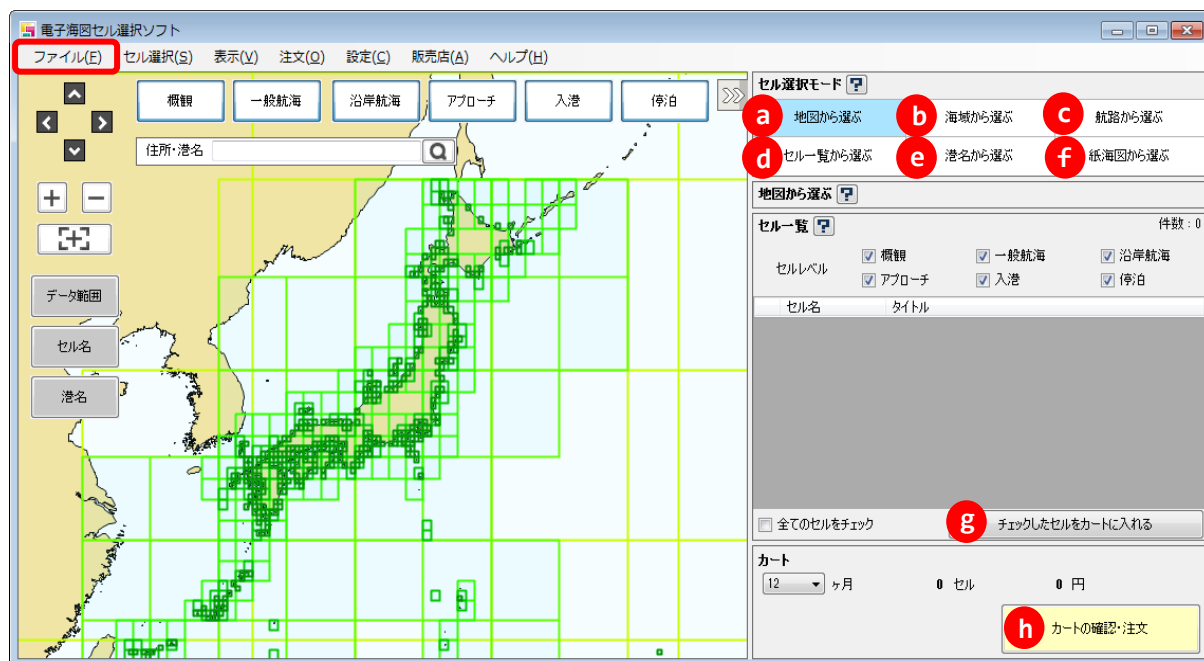 電子海図セル選択ソフト
ファイル(F) セル選択(S) 表示(V) 注文(O) 設定(C) 販売店(A) ヘルプ(H)
概観 一般航海 沿岸航海 アプローチ 入港 停泊
住所・港名
データ範囲
セル名
港名
セル選択モード ?
a 地図から選ぶ b 海域から選ぶ c 航路から選ぶ
d セル一覧から選ぶ e 港名から選ぶ f 紙海図から選ぶ
地図から選ぶ ?
セル一覧 ? 件数 : 0
セルレベル
概観 一般航海 沿岸航海
アプローチ 入港 停泊
セル名 タイトル
全てのセルをチェック g チェックしたセルをカートに入れる
カート
12 ヶ月 0 セル 0 円
h カートの確認・注文